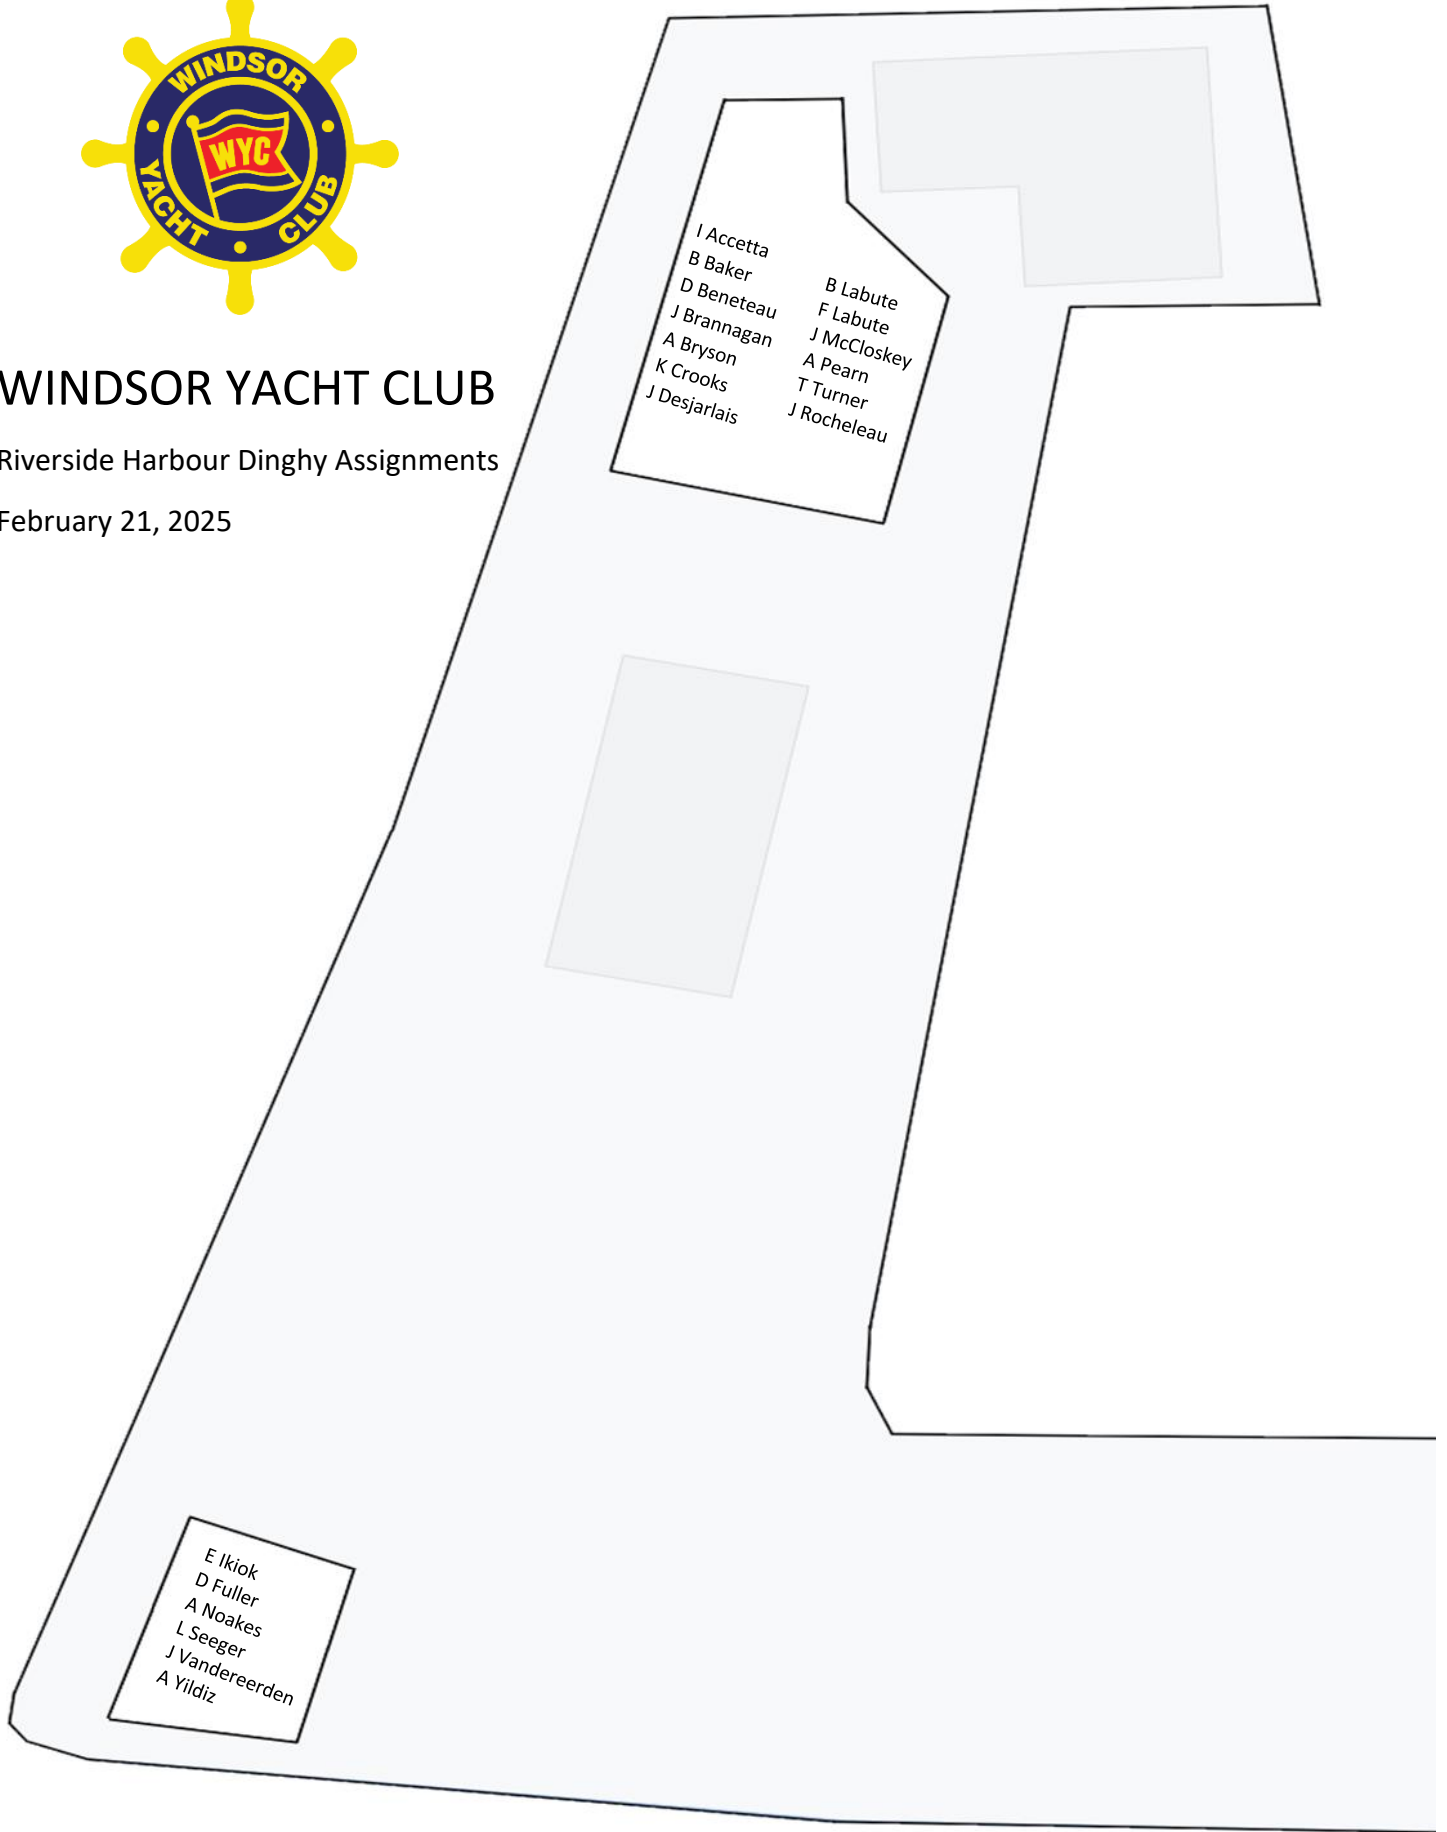 WINDSOR
YACHT CLUB
WYC
WINDSOR YACHT CLUB
Riverside Harbour Dinghy Assignments
February 21, 2025
I Accetta
B Baker
D Beneteau
J Brannagan
A Bryson
K Crooks
J Desjarlais
B Labute
F Labute
J McCloskey
A Pearn
T Turner
J Rocheleau
E Ikiok
D Fuller
A Noakes
L Seeger
J Vandereerden
A Yildiz